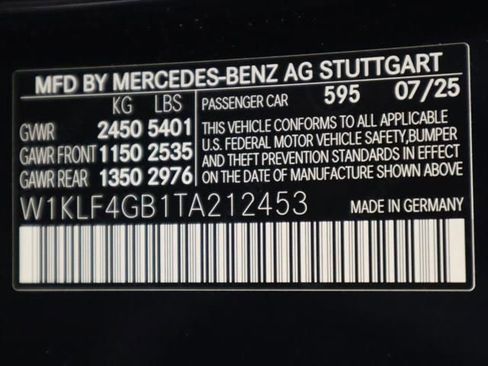 MFD BY MERCEDES-BENZ AG STUTTGART
KG LBS PASSENGER CAR 595 07/25
GVWR 2450 5401
GAWR FRONT 1150 2535
GAWR REAR 1350 2976
THIS VEHICLE CONFORMS TO ALL APPLICABLE
U.S. FEDERAL MOTOR VEHICLE SAFETY, BUMPER
AND THEFT PREVENTION STANDARDS IN EFFECT
ON THE DATE OF MANUFACTURE SHOWN ABOVE
W1KLF4GB1TA212453 MADE IN GERMANY